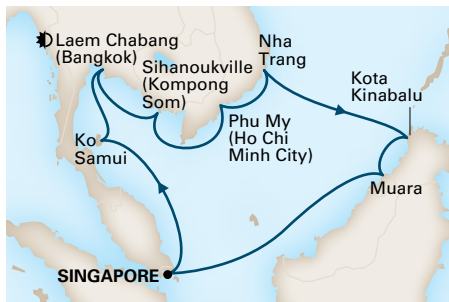 Laem Chabang
(Bangkok)
Sihanoukville
(Kompong
Som)
Nha
Trang
Phu My
(Ho Chi
Minh City)
Kota
Kinabalu
Ko
Samui
Muara
SINGAPORE